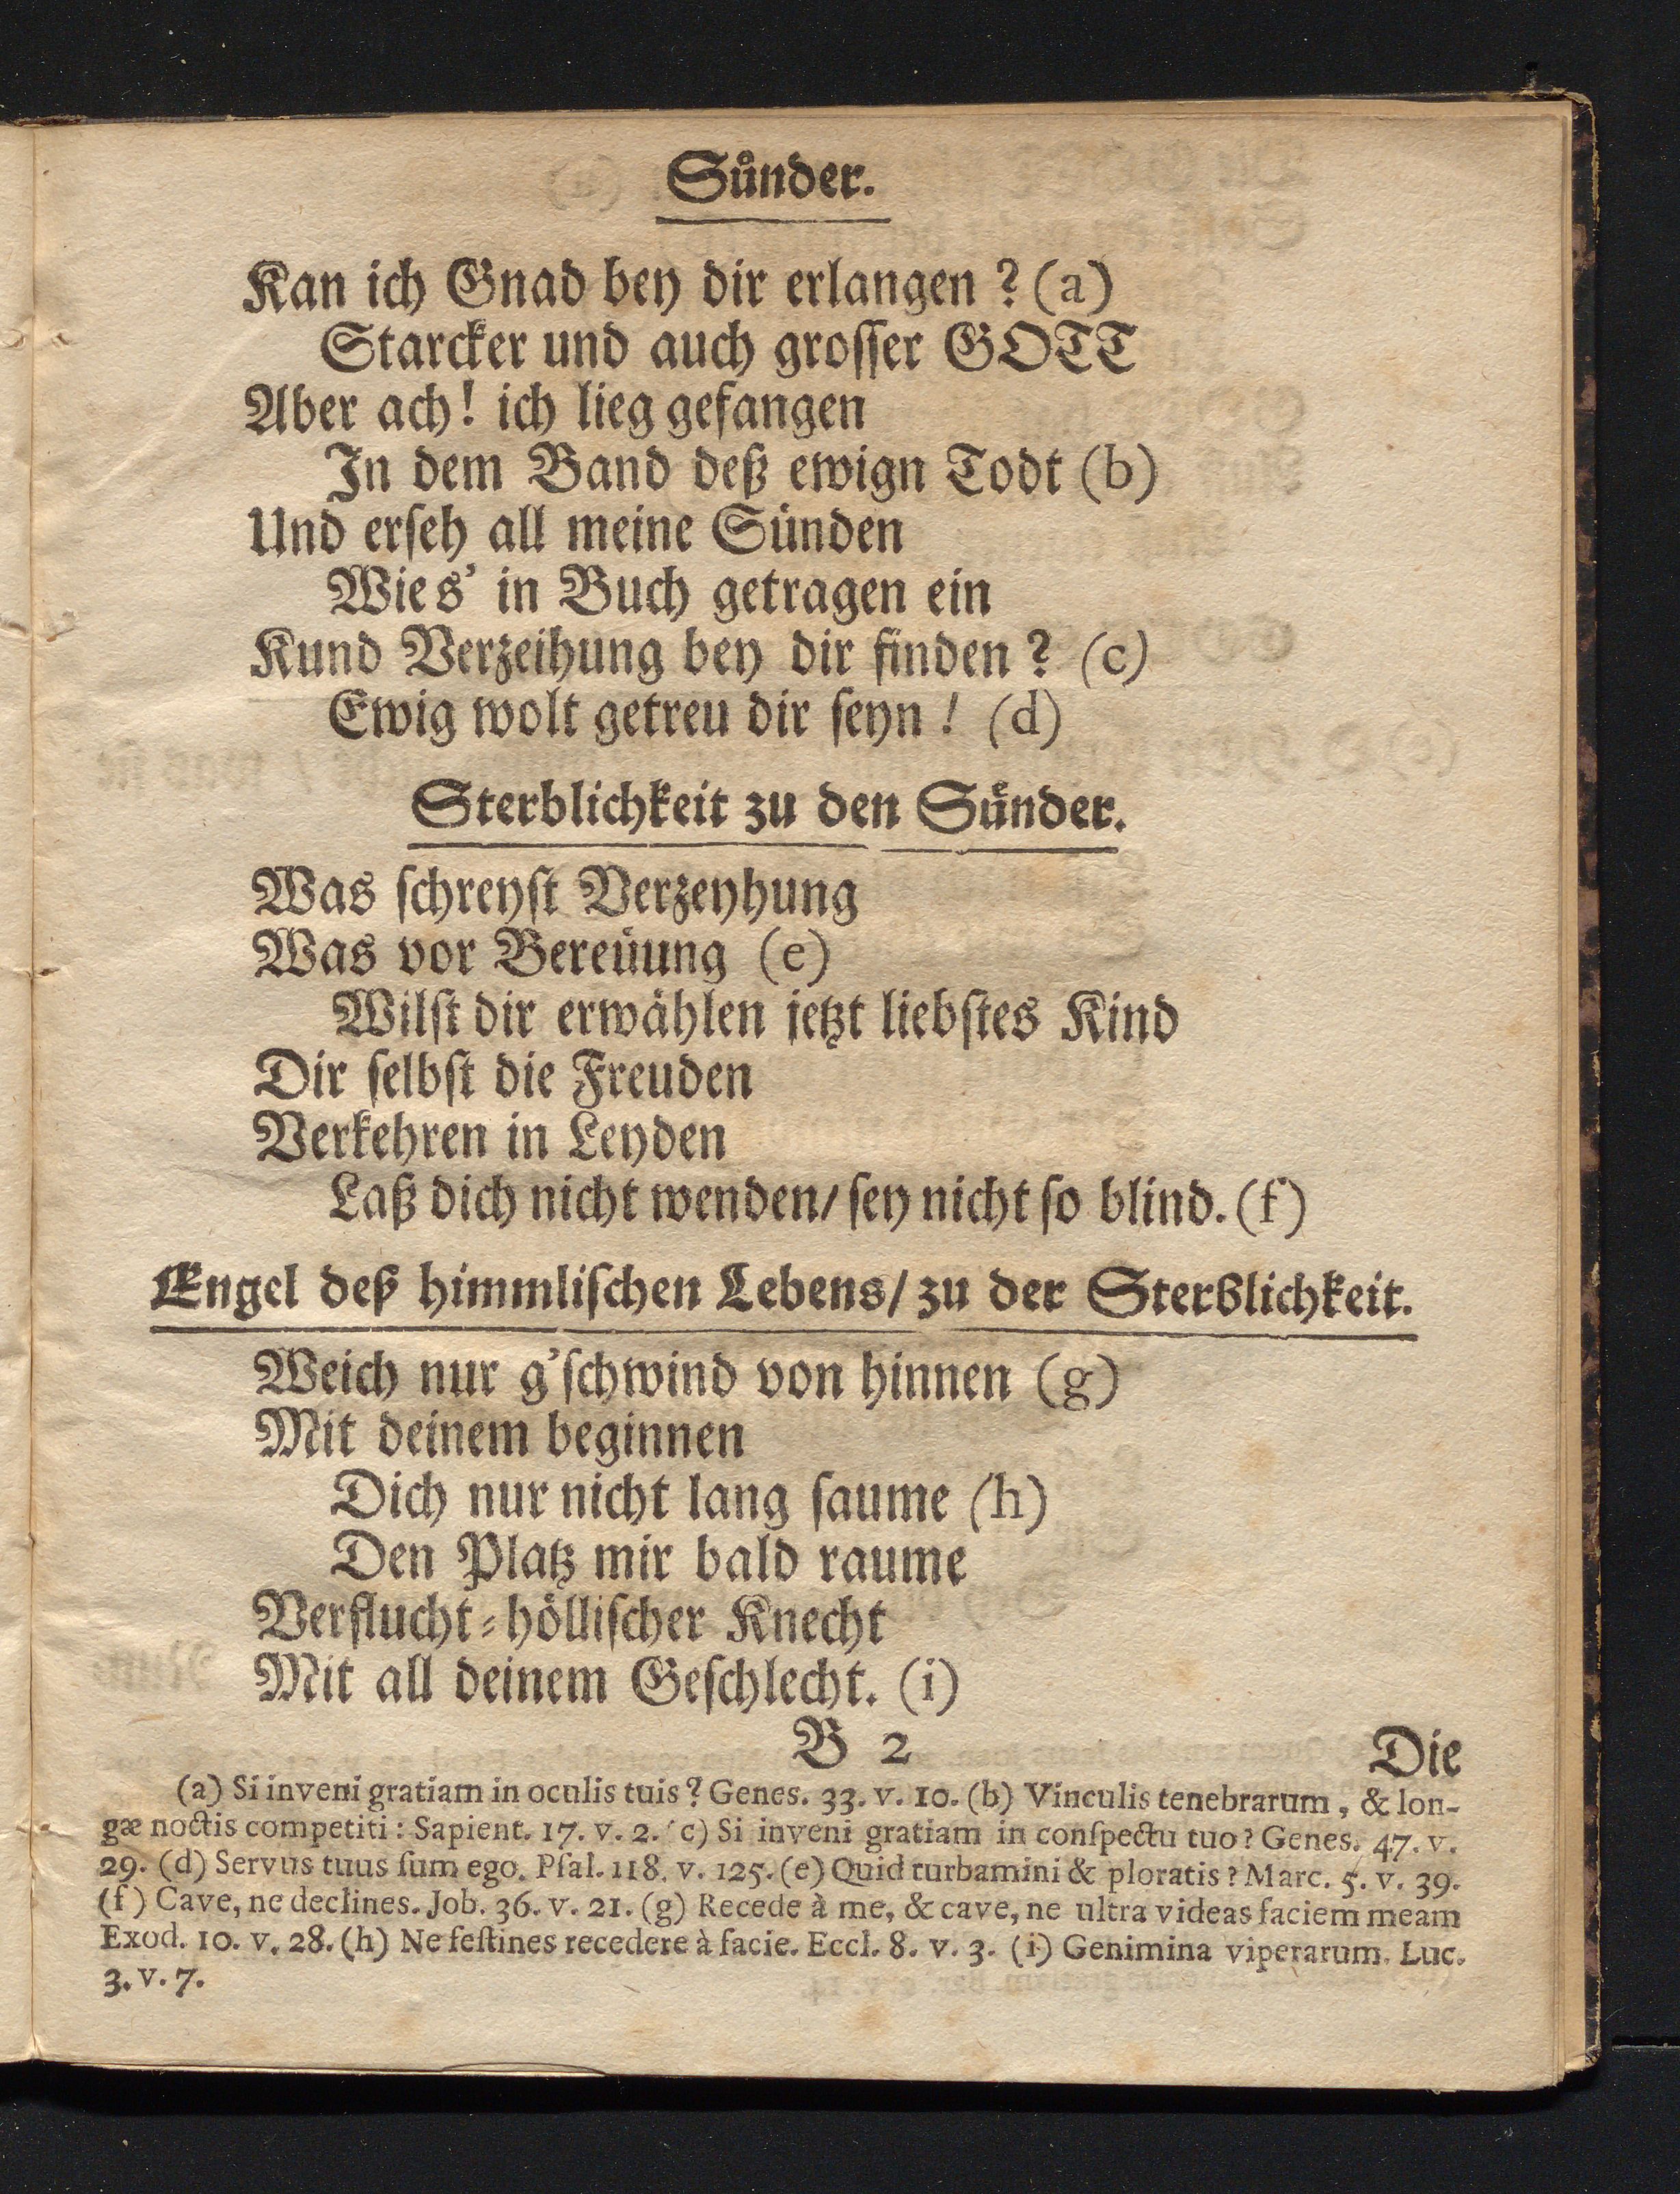 Sůnder.
Kan ich Gnad bey dir erlangen ? (a)
Starcker und auch groſſer GOTT
Aber ach! ich lieg gefangen
In dem Band deß ewign Todt (b)
Und erſeh all meine Sünden
Wie s' in Buch getragen ein
Kund Verzeihung bey dir finden ? (c)
Ewig wolt getreu dir ſeyn ! (d)
Sterblichkeit zu den Sůnder.
Was ſchreyſt Verzeyhung
Was vor Bereüung (e)
Wilſt dir erwählen jetzt liebſtes Kind
Dir ſelbſt die Freuden
Verkehren in Leyden
Laß dich nicht wenden/ ſey nicht ſo blind. (f)
Engel deß himmliſchen Lebens/ zu der Sterblichkeit.
Weich nur g'ſchwind von hinnen (g)
Mit deinem beginnen
Dich nur nicht lang ſaume (h)
Den Platz mir bald raume
Verflucht-höllischer Knecht
Mit all deinem Geſchlecht. (i)
B 2 Die
(a) Si inveni gratiam in oculis tuis? Genes. 33. v. 10. (b) Vinculis tenebrarum, & lon-
gæ noctis competiti: Sapient. 17. v. 2. (c) Si inveni gratiam in conſpectu tuo? Genes. 47. v.
29. (d) Servus tuus ſum ego. Pſal. 118. v. 125. (e) Quid turbamini & ploratis? Marc. 5. v. 39.
(f) Cave, ne declines. Job. 36. v. 21. (g) Recede à me, & cave, ne ultra videas faciem meam
Exod. 10. v. 28. (h) Ne feſtines recedere à facie. Eccl. 8. v. 3. (i) Genimina viperarum. Luc.
3. v. 7.